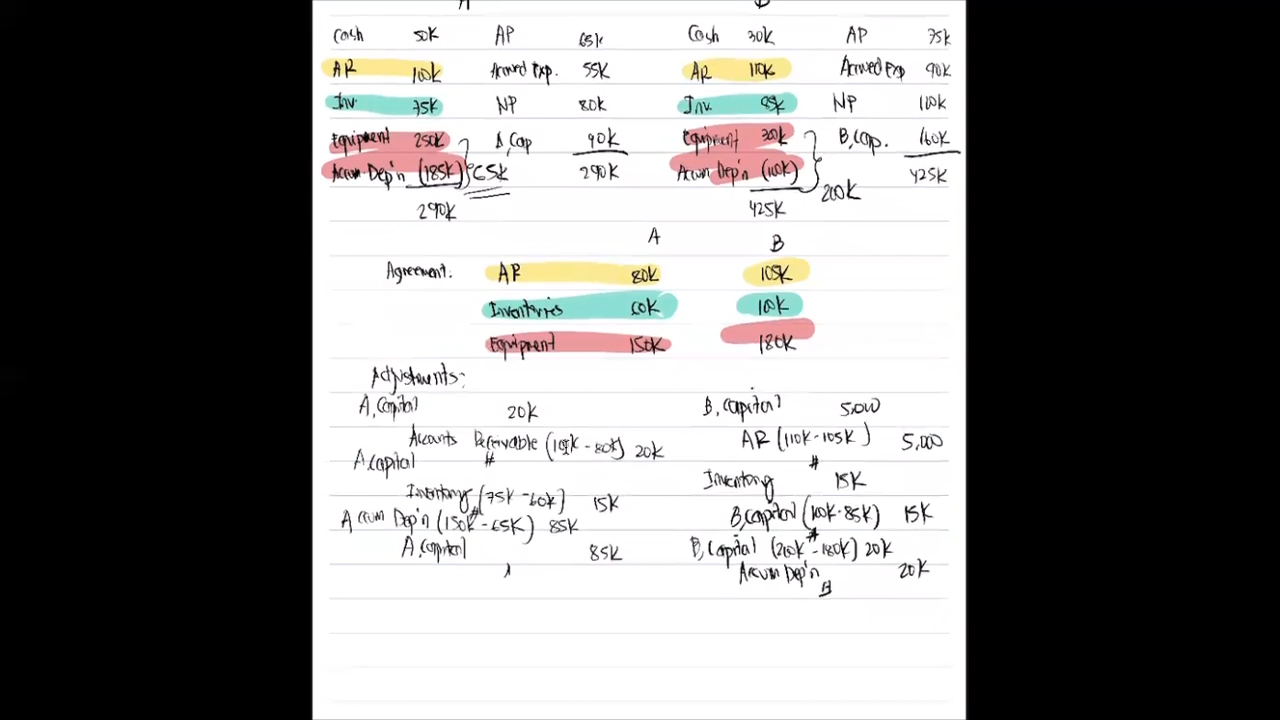 A B
Cash 50K AP 65K Cash 30K AP 75K
AR 100K Accrued Exp. 55K AR 110K Accrued Exp 90K
Inv. 75K NP 80K Inv. 85K NP 100K
Equipment 250K A, Cap 90K Equipment 300K B, Cap. 160K
Accum Dep'n (185K) 65K 290K Accum Dep'n (100K) 200K 425K
290K 425K
A B
Agreement: AR 80K 105K
Inventories 60K 100K
Equipment 150K 180K
Adjustments:
A, Capital 20K B, Capital 5,000
Accounts Receivable (100K - 80K) 20K AR (110K - 105K) 5,000
A, capital # #
Inventory (75K - 60K) 15K Inventory 15K
# B, capital (100K - 85K) 15K
Accum Dep'n (150K - 65K) 85K #
A, Capital 85K B, Capital (200K - 180K) 20K
Accum Dep'n 20K